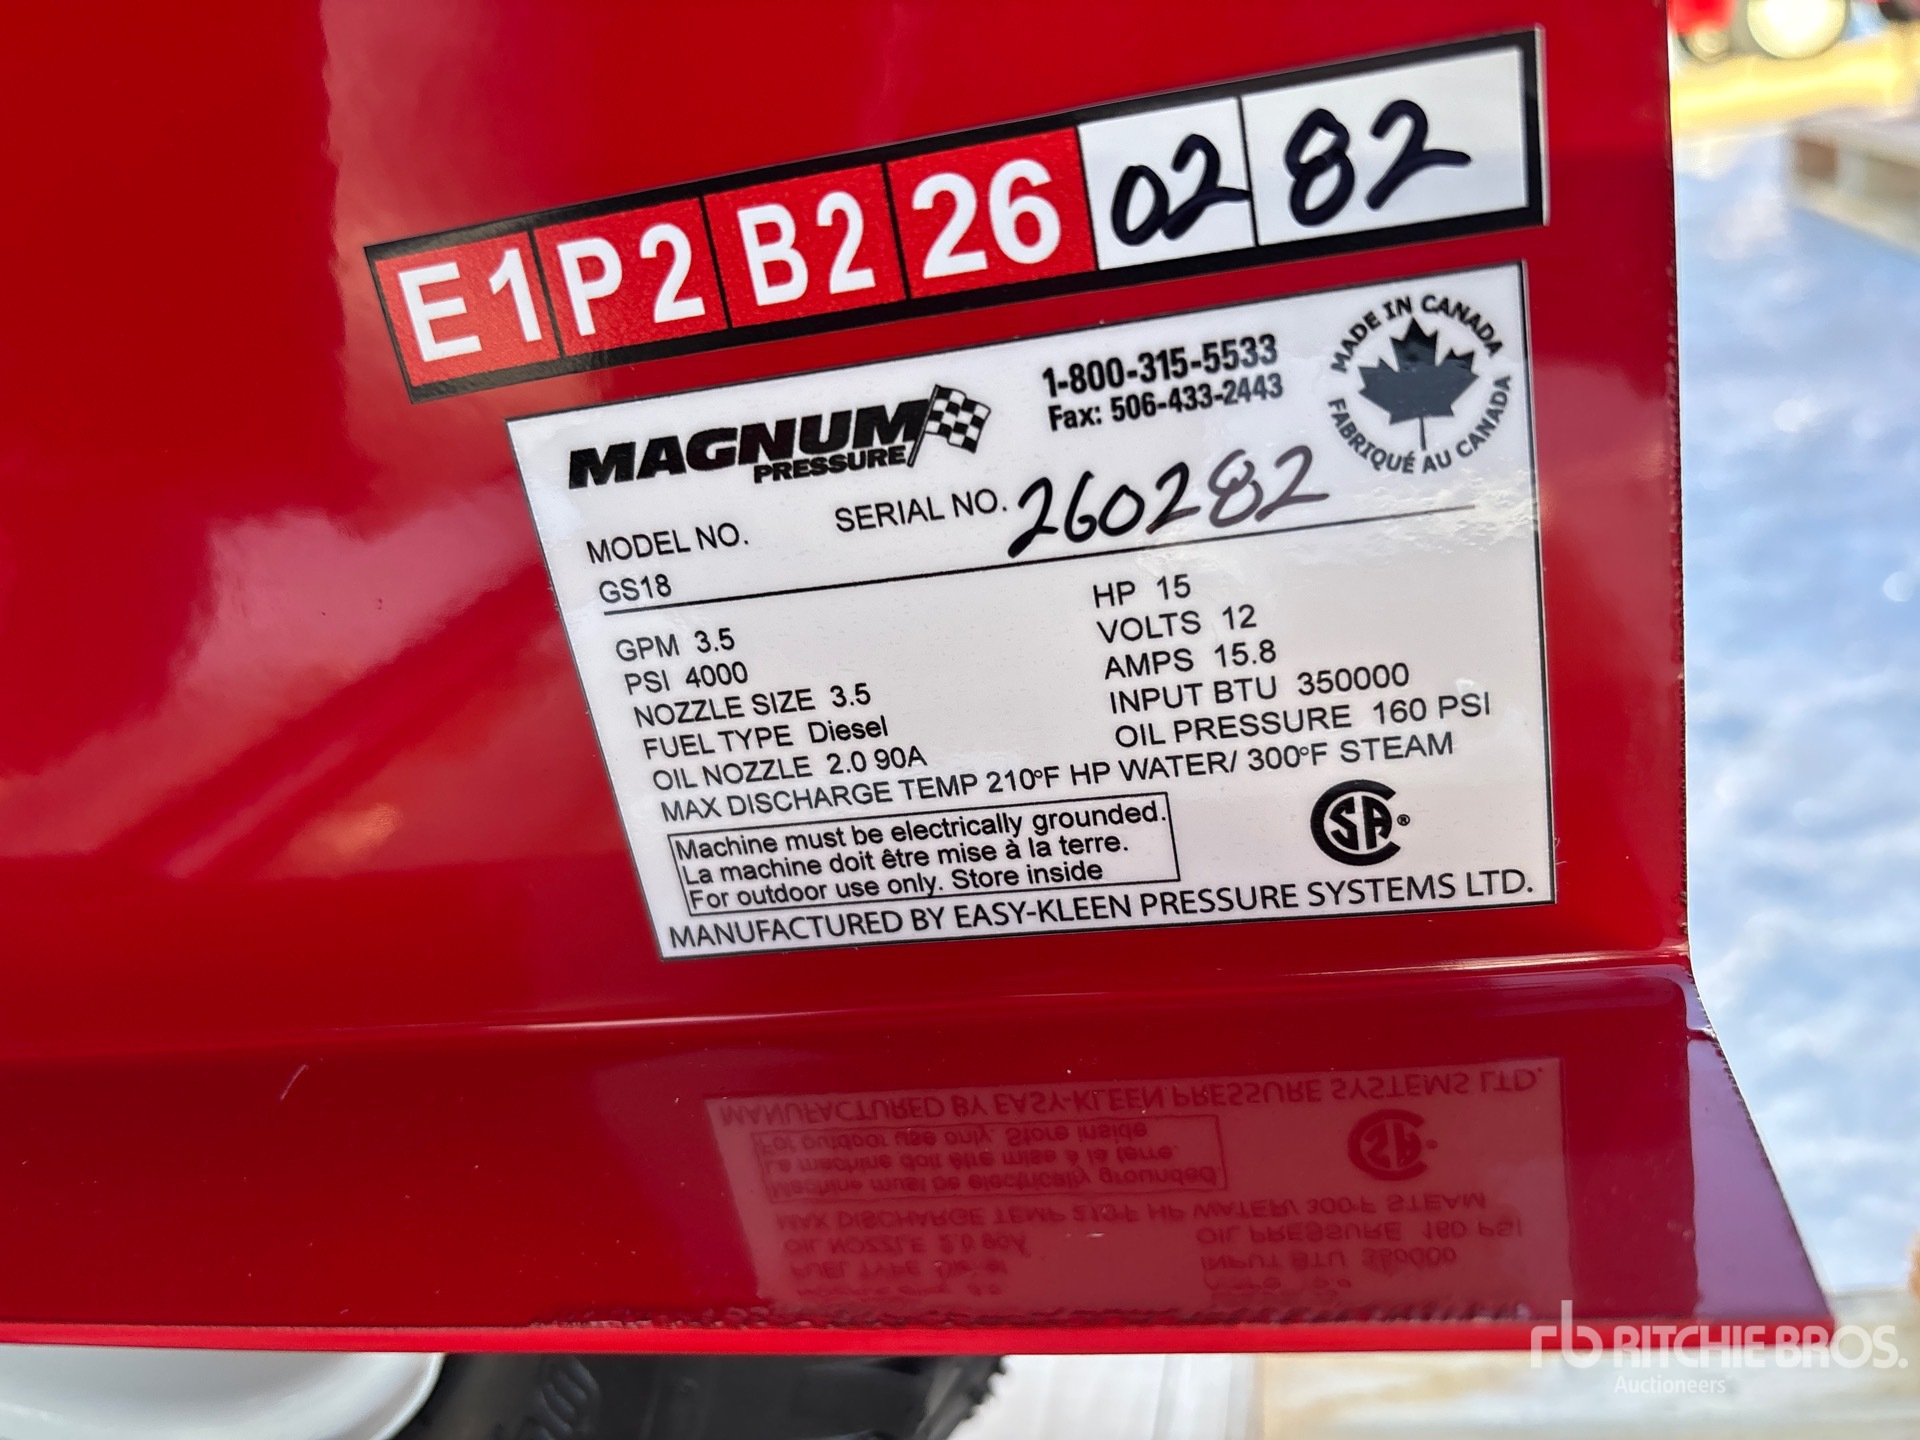 E1 P2 B2 26 02 82
MAGNUM
PRESSURE
1-800-315-5533
Fax: 506-433-2443
MADE IN CANADA
FABRIQUÉ AU CANADA
MODEL NO. SERIAL NO. 260282
GS18
GPM 3.5
PSI 4000
NOZZLE SIZE 3.5
FUEL TYPE Diesel
OIL NOZZLE 2.0 90A
HP 15
VOLTS 12
AMPS 15.8
INPUT BTU 350000
OIL PRESSURE 160 PSI
MAX DISCHARGE TEMP 210°F HP WATER/ 300°F STEAM
Machine must be electrically grounded.
La machine doit être mise à la terre.
For outdoor use only. Store inside
CSA®
MANUFACTURED BY EASY-KLEEN PRESSURE SYSTEMS LTD.
rb RITCHIE BROS.
Auctioneers